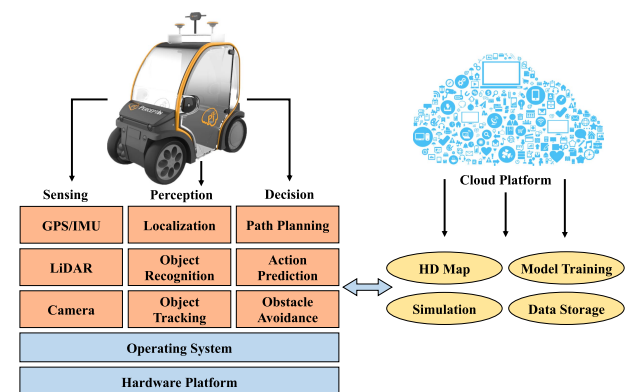 PerceptIn
Sensing
Perception
Decision
Cloud Platform
GPS/IMU
Localization
Path Planning
LiDAR
Object
Recognition
Action
Prediction
Camera
Object
Tracking
Obstacle
Avoidance
HD Map
Model Training
Simulation
Data Storage
Operating System
Hardware Platform